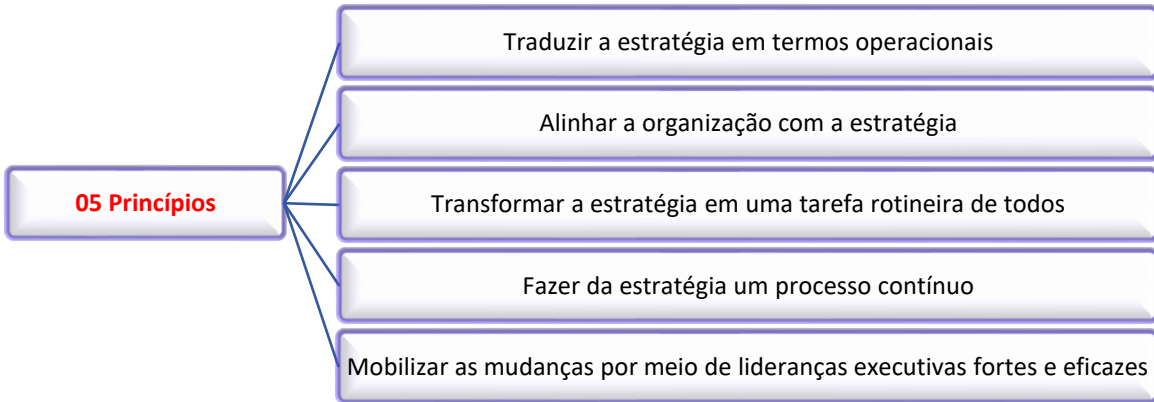 05 Princípios
Traduzir a estratégia em termos operacionais
Alinhar a organização com a estratégia
Transformar a estratégia em uma tarefa rotineira de todos
Fazer da estratégia um processo contínuo
Mobilizar as mudanças por meio de lideranças executivas fortes e eficazes